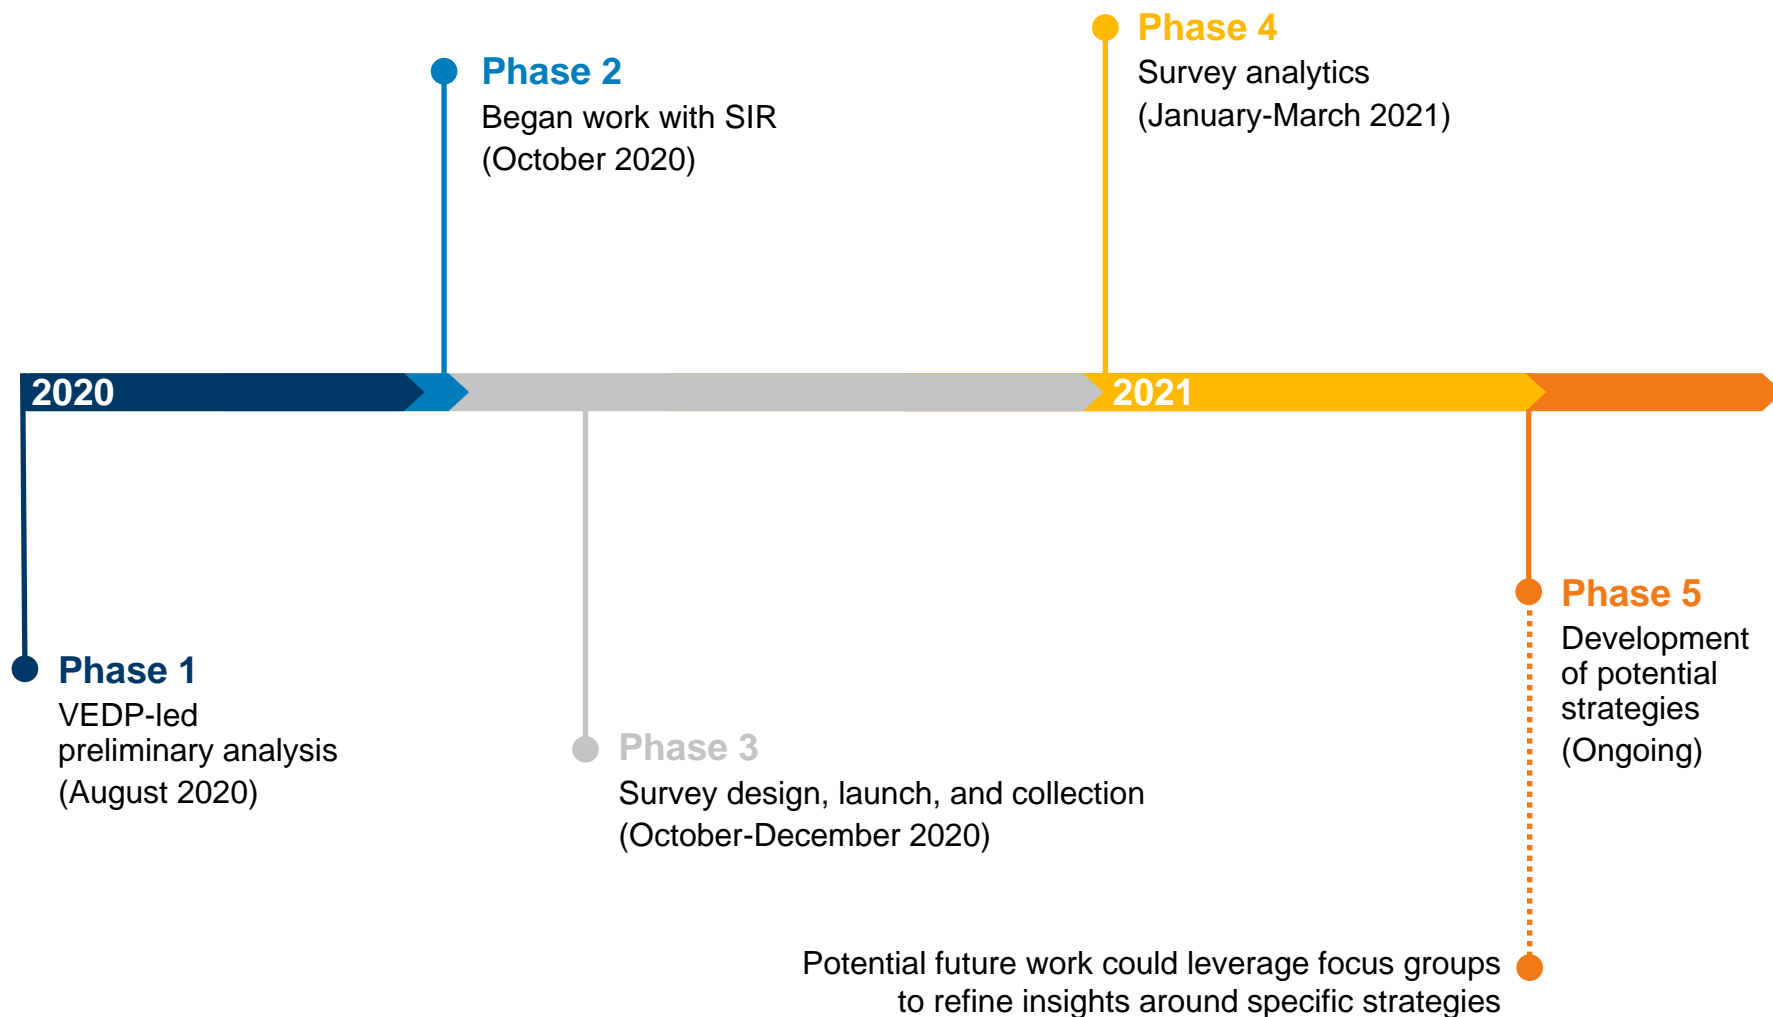 Phase 4
Survey analytics
(January-March 2021)
Phase 2
Began work with SIR
(October 2020)
2020
2021
Phase 1
VEDP-led
preliminary analysis
(August 2020)
Phase 3
Survey design, launch, and collection
(October-December 2020)
Phase 5
Development
of potential
strategies
(Ongoing)
Potential future work could leverage focus groups
to refine insights around specific strategies